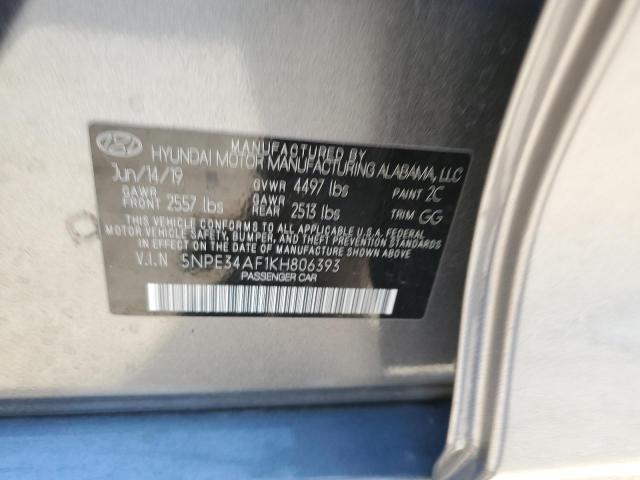 MANUFACTURED BY
HYUNDAI MOTOR MANUFACTURING ALABAMA, LLC
Jun/14/19 GVWR 4497 lbs PAINT 2C
GAWR FRONT 2557 lbs GAWR REAR 2513 lbs TRIM GG
THIS VEHICLE CONFORMS TO ALL APPLICABLE U.S.A. FEDERAL
MOTOR VEHICLE SAFETY, BUMPER, AND THEFT PREVENTION STANDARDS
IN EFFECT ON THE DATE OF MANUFACTURE SHOWN ABOVE.
V.I.N 5NPE34AF1KH806393
PASSENGER CAR